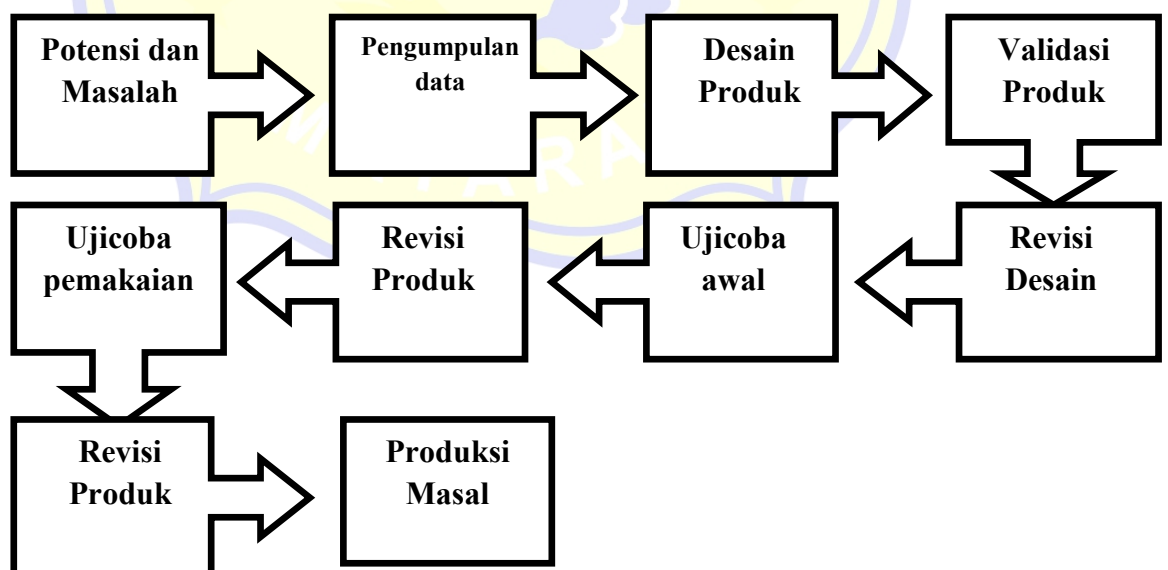 Potensi dan
Masalah
Pengumpulan
data
Desain
Produk
Validasi
Produk
Revisi
Desain
Ujicoba
awal
Revisi
Produk
Ujicoba
pemakaian
Revisi
Produk
Produksi
Masal